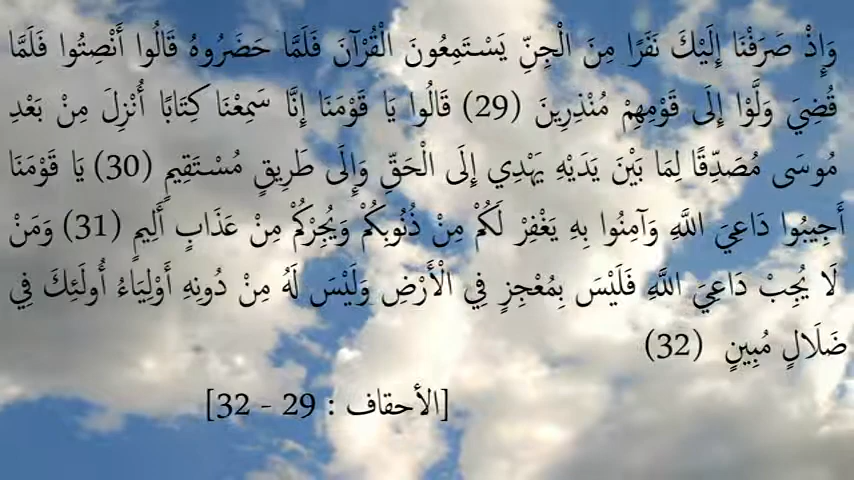 وَإِذْ صَرَفْنَا إِلَيْكَ نَفَرًا مِنَ الْجِنِّ يَسْتَمِعُونَ الْقُرْآنَ فَلَمَّا حَضَرُوهُ قَالُوا أَنْصِتُوا فَلَمَّا
قُضِيَ وَلَّوْا إِلَى قَوْمِهِمْ مُنْذِرِينَ (29) قَالُوا يَا قَوْمَنَا إِنَّا سَمِعْنَا كِتَابًا أُنْزِلَ مِنْ بَعْدِ
مُوسَى مُصَدِّقًا لِمَا بَيْنَ يَدَيْهِ يَهْدِي إِلَى الْحَقِّ وَإِلَى طَرِيقٍ مُسْتَقِيمٍ (30) يَا قَوْمَنَا
أَجِيبُوا دَاعِيَ اللَّهِ وَآمِنُوا بِهِ يَغْفِرْ لَكُمْ مِنْ ذُنُوبِكُمْ وَيُجِرْكُمْ مِنْ عَذَابٍ أَلِيمٍ (31) وَمَنْ
لَا يُجِبْ دَاعِيَ اللَّهِ فَلَيْسَ بِمُعْجِزٍ فِي الْأَرْضِ وَلَيْسَ لَهُ مِنْ دُونِهِ أَوْلِيَاءُ أُولَئِكَ فِي
ضَلَالٍ مُبِينٍ (32)
[الأحقاف : 29 - 32]